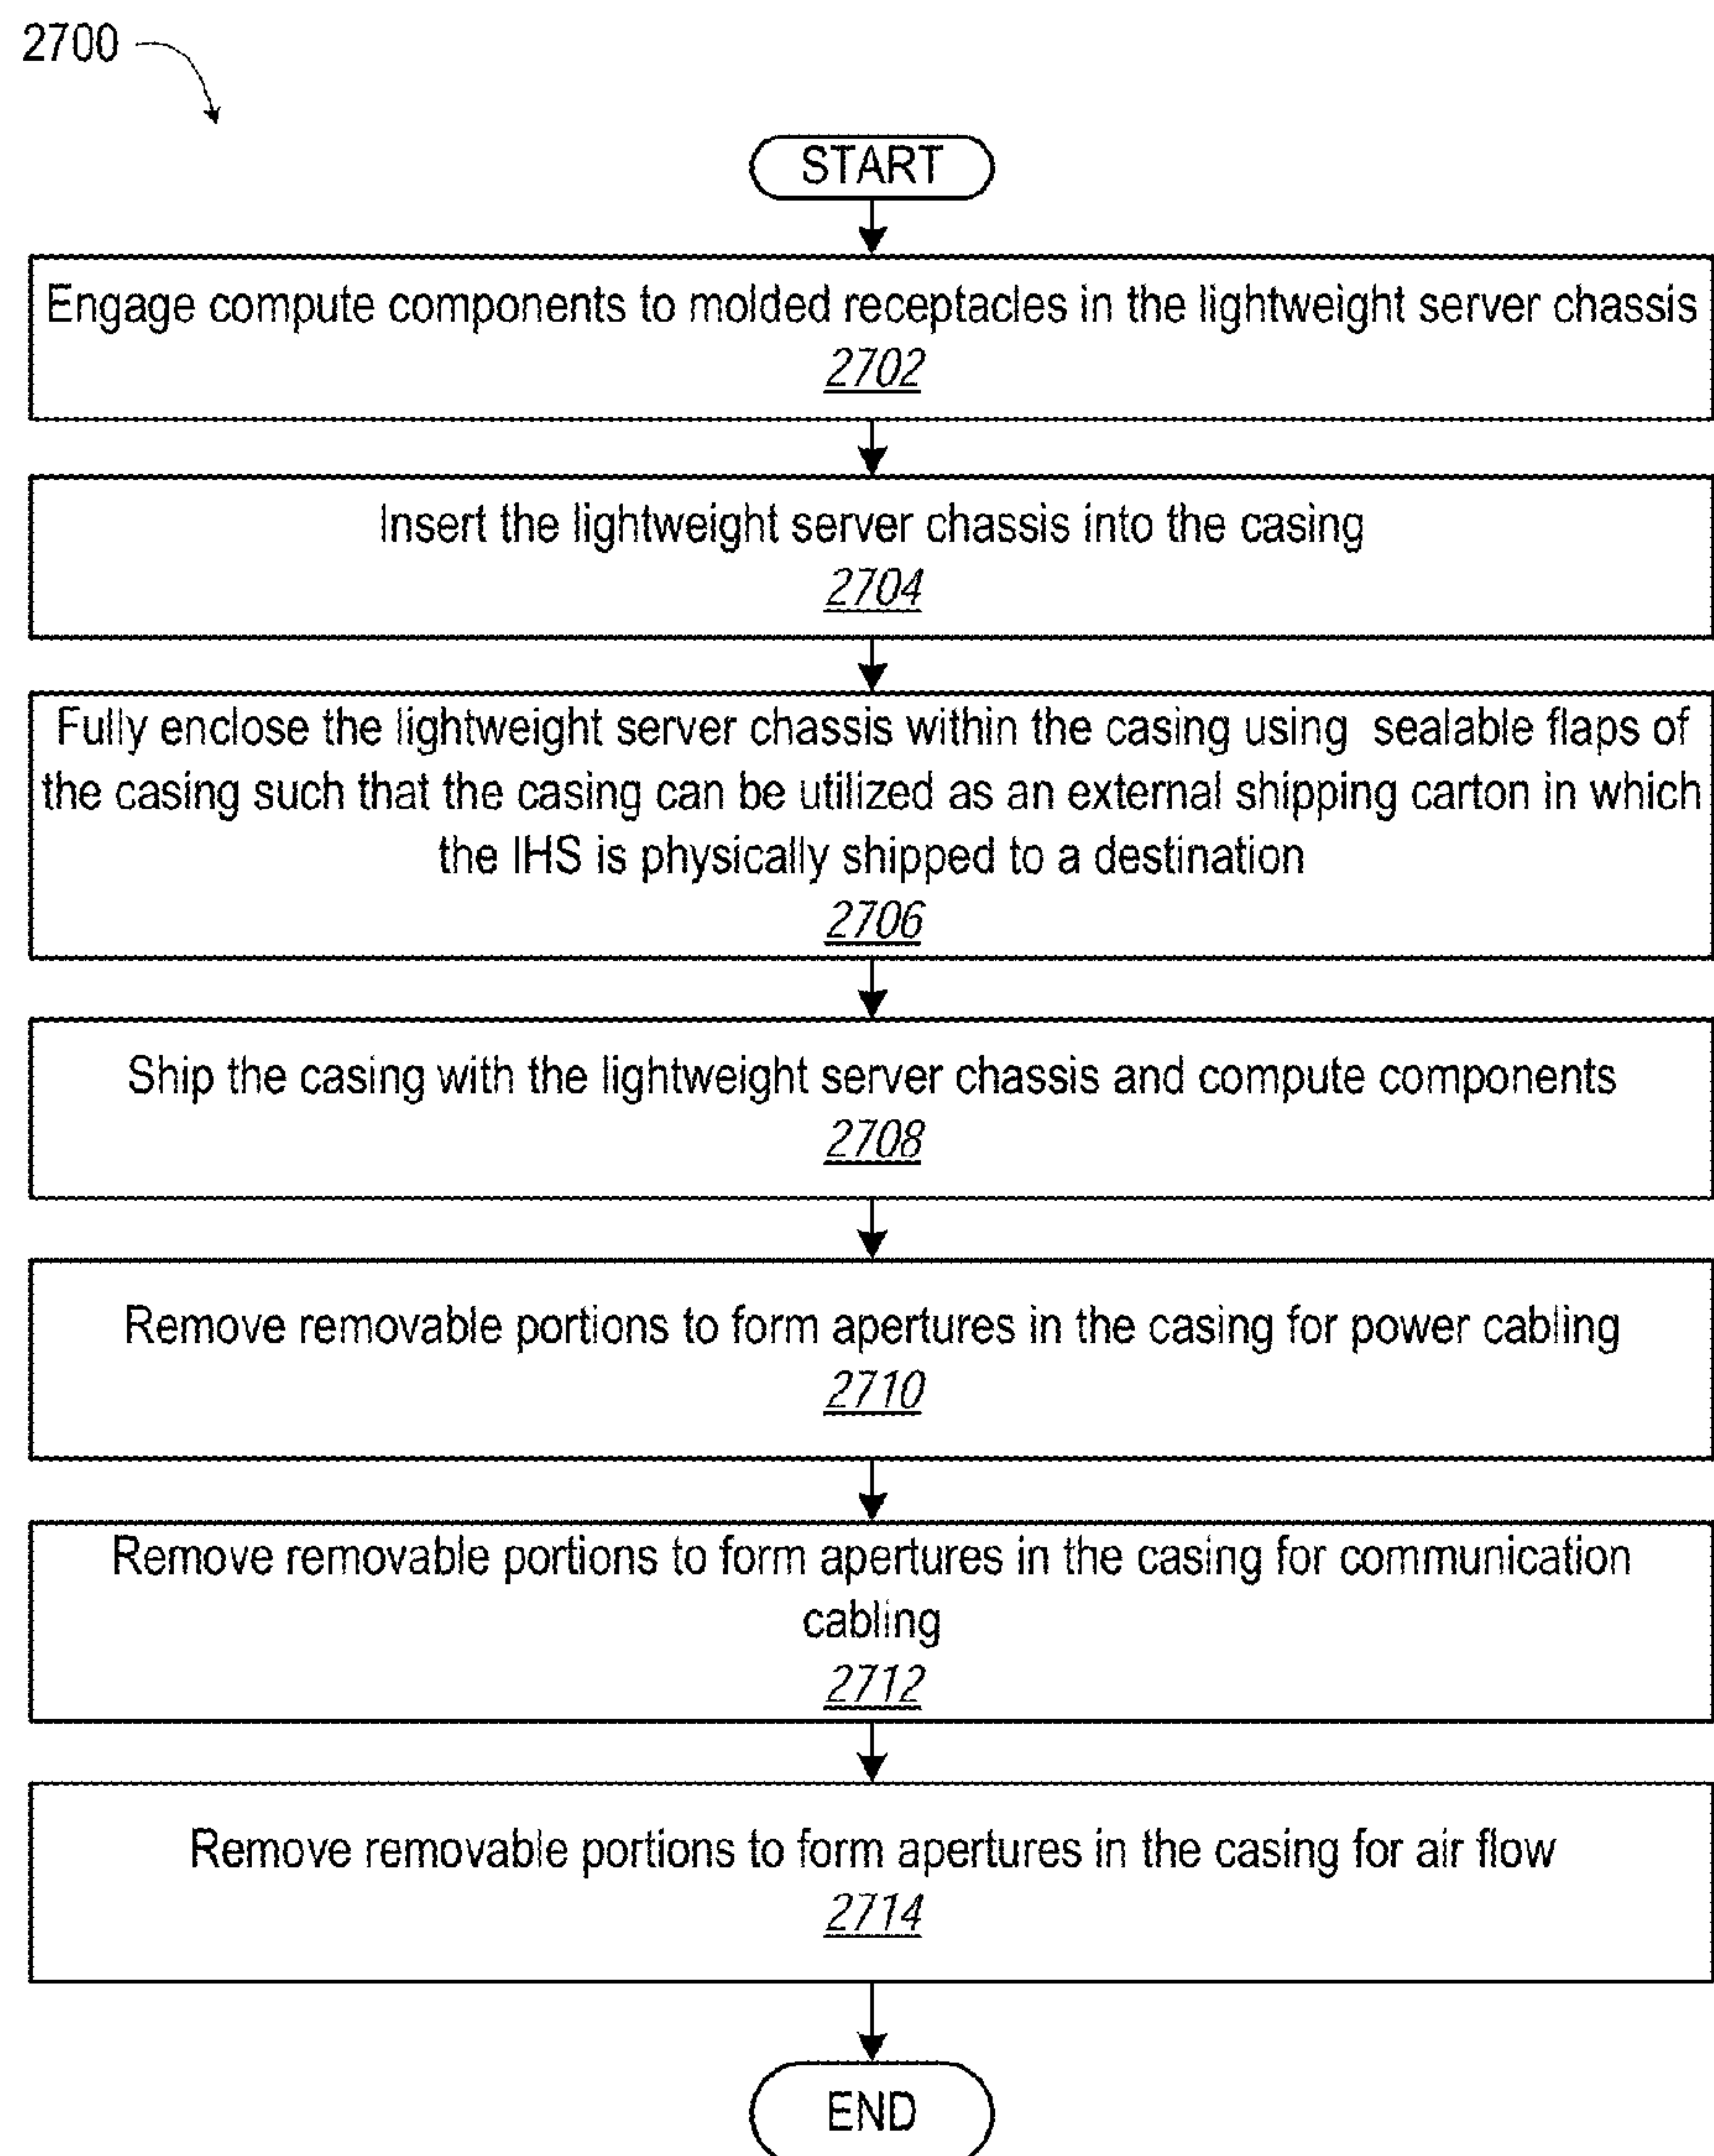 2700
START
Engage compute components to molded receptacles in the lightweight server chassis
2702
Insert the lightweight server chassis into the casing
2704
Fully enclose the lightweight server chassis within the casing using sealable flaps of
the casing such that the casing can be utilized as an external shipping carton in which
the IHS is physically shipped to a destination
2706
Ship the casing with the lightweight server chassis and compute components
2708
Remove removable portions to form apertures in the casing for power cabling
2710
Remove removable portions to form apertures in the casing for communication
cabling
2712
Remove removable portions to form apertures in the casing for air flow
2714
END